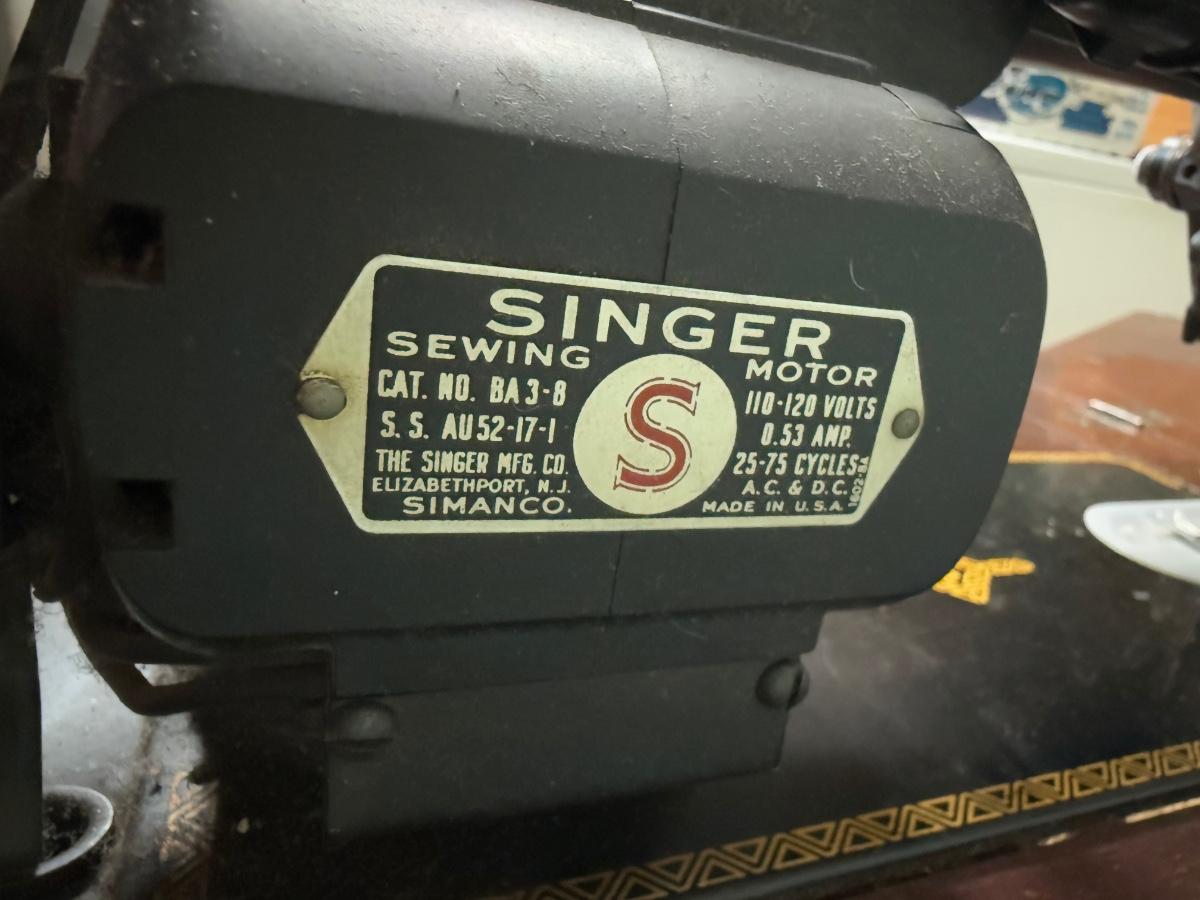 SINGER
SEWING MOTOR
CAT. NO. BA3-8
S. S. AU52-17-1
THE SINGER MFG. CO.
ELIZABETHPORT, N. J.
SIMANCO.
S
110-120 VOLTS
0.53 AMP.
25-75 CYCLES
A.C. & D.C.
MADE IN U.S.A.